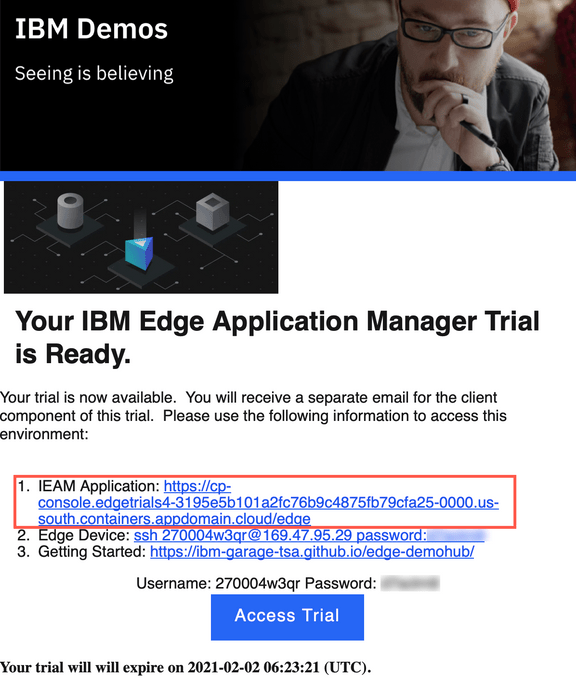 IBM Demos
Seeing is believing
Your IBM Edge Application Manager Trial
is Ready.
Your trial is now available.  You will receive a separate email for the client
component of this trial.  Please use the following information to access this
environment:
1. IEAM Application: https://cp-
console.edgetrials4-3195e5b101a2fc76b9c4875fb79cfa25-0000.us-
south.containers.appdomain.cloud/edge
2. Edge Device: ssh 270004w3qr@169.47.95.29 password:
3. Getting Started: https://ibm-garage-tsa.github.io/edge-demohub/
Username: 270004w3qr Password:
Access Trial
Your trial will will expire on 2021-02-02 06:23:21 (UTC).